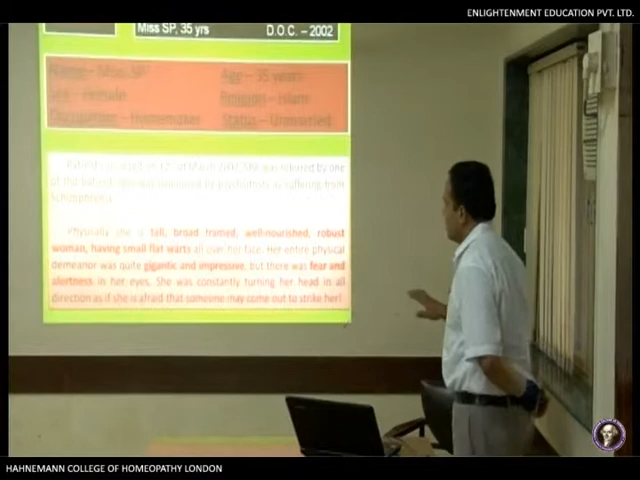 ENLIGHTENMENT EDUCATION PVT. LTD.
Miss SP, 35 yrs D.O.C. – 2002
Name – Miss SP Age – 35 years
Sex – Female Religion – Islam
Occupation – Homemaker Status – Unmarried
she was referred by one
of the as suffering from
Schizophrenia
Physically she is tall, broad framed, well-nourished, robust
woman, having small flat warts all over her face. Her entire physical
demeanor was quite gigantic and impressive, but there was fear and
alertness in her eyes. She was constantly turning her head in all
direction as if she is afraid that someone may come out to strike her!
HAHNEMANN COLLEGE OF HOMEOPATHY LONDON